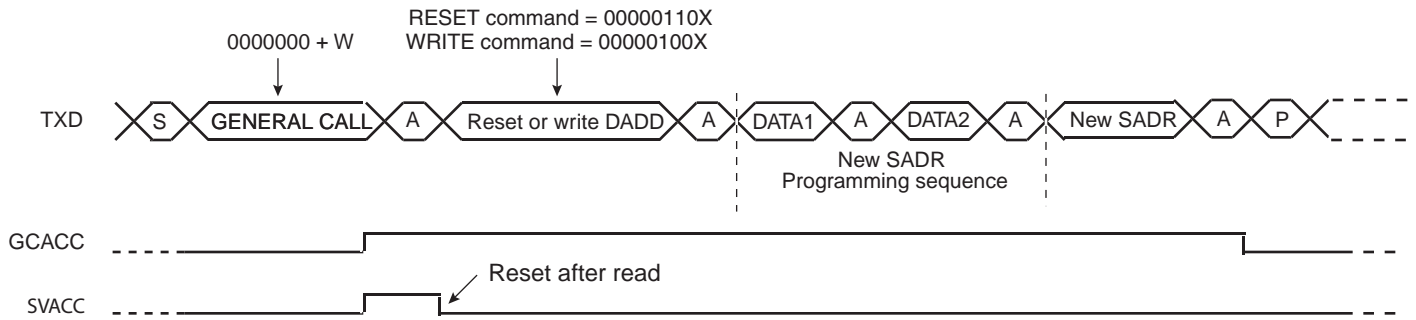 RESET command = 00000110X
0000000 + W
WRITE command = 00000100X
TXD
S
GENERAL CALL
A
Reset or write DADD
A
DATA1
A
DATA2
A
New SADR
A
P
New SADR
Programming sequence
GCACC
Reset after read
SVACC